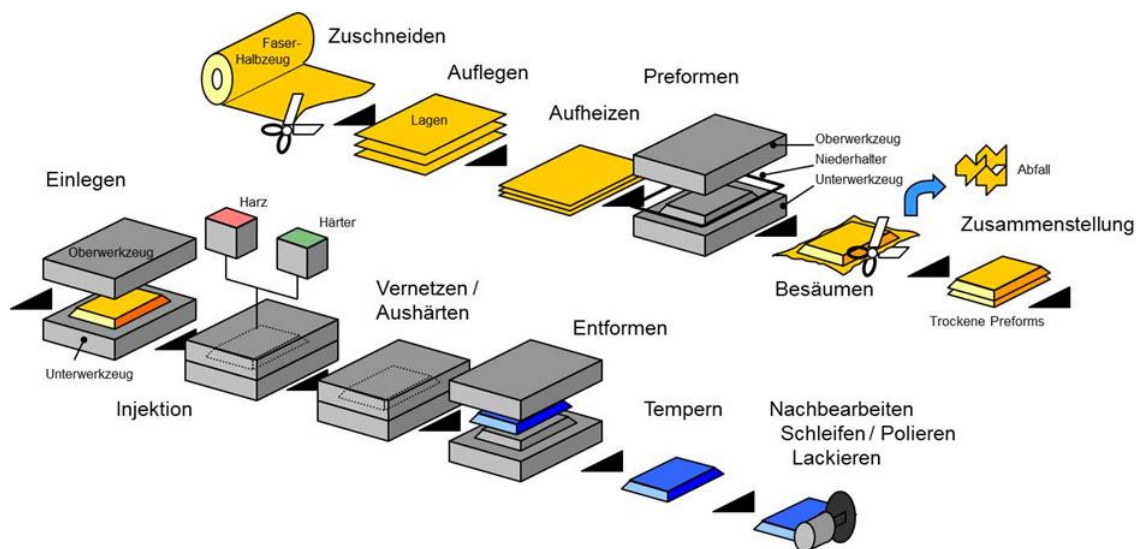 Zuschneiden
Faser-
Halbzeug
Auflegen
Lagen
Aufheizen
Preformen
Oberwerkzeug
Niederhalter
Unterwerkzeug
Abfall
Besäumen
Zusammenstellung
Trockene Preforms
Einlegen
Oberwerkzeug
Unterwerkzeug
Harz
Härter
Injektion
Vernetzen /
Aushärten
Entformen
Tempern
Nachbearbeiten
Schleifen / Polieren
Lackieren